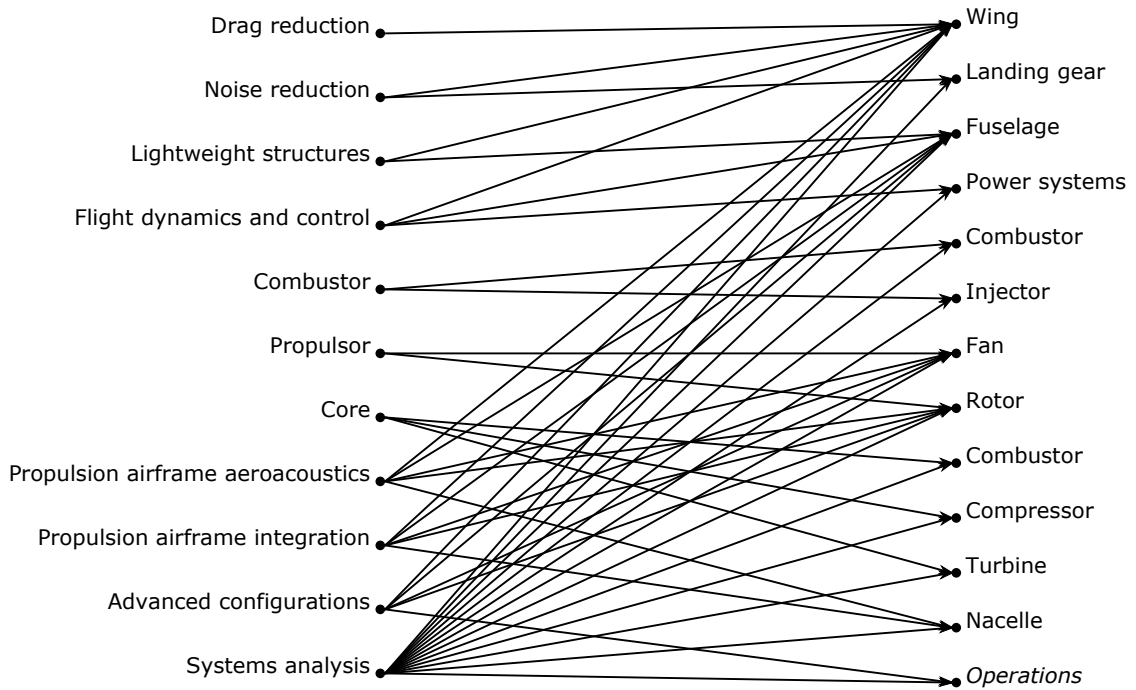 Drag reduction
Noise reduction
Lightweight structures
Flight dynamics and control
Combustor
Propulsor
Core
Propulsion airframe aeroacoustics
Propulsion airframe integration
Advanced configurations
Systems analysis
Wing
Landing gear
Fuselage
Power systems
Combustor
Injector
Fan
Rotor
Combustor
Compressor
Turbine
Nacelle
Operations